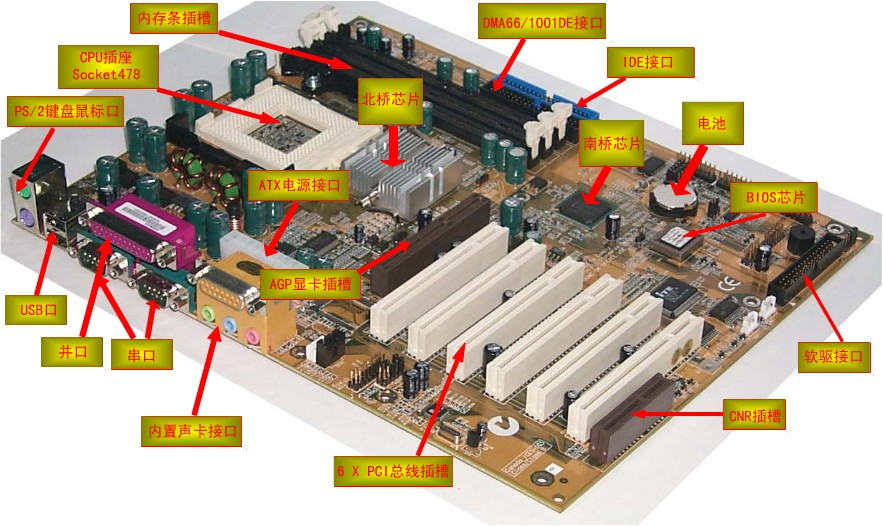 内存条插槽
DMA66/100IDE接口
CPU插座
Socket478
IDE接口
PS/2键盘鼠标口
北桥芯片
南桥芯片
电池
ATX电源接口
BIOS芯片
AGP显卡插槽
USB口
并口
串口
软驱接口
内置声卡接口
6 X PCI总线插槽
CNR插槽
CE